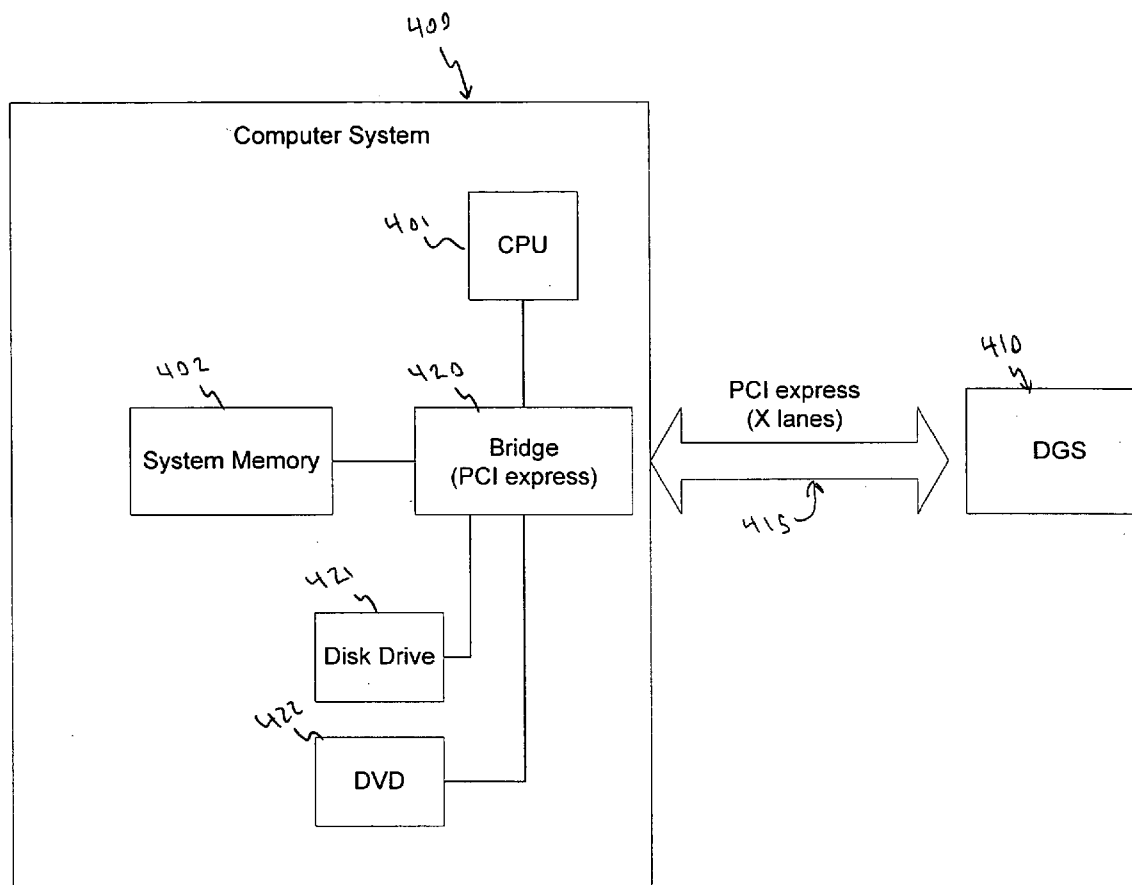 400
Computer System
401
CPU
402
System Memory
420
Bridge
(PCI express)
PCI express
(X lanes)
415
410
DGS
421
Disk Drive
422
DVD